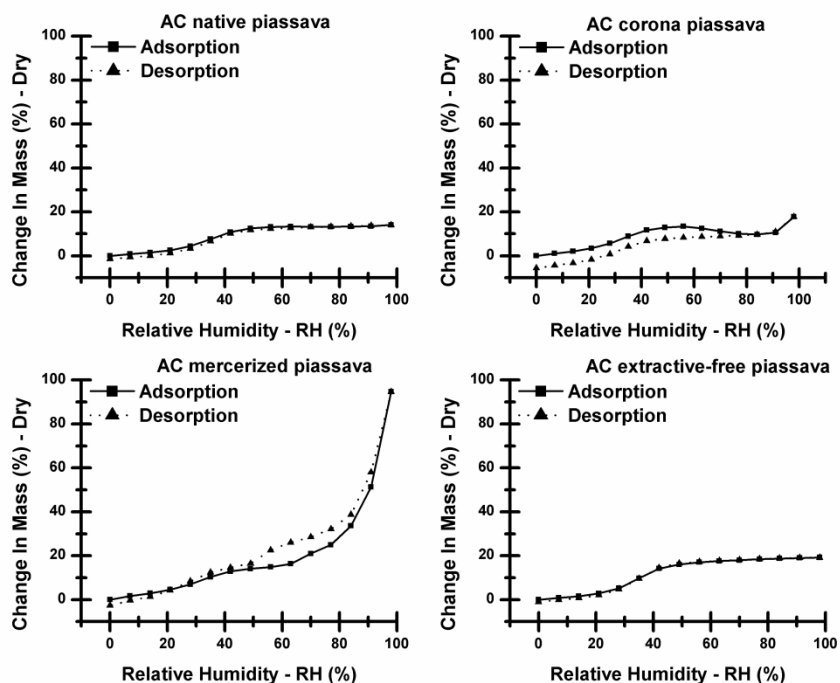 AC native piassava
Adsorption
Desorption
Change In Mass (%) - Dry
100
80
60
40
20
0
0 20 40 60 80 100
Relative Humidity - RH (%)
AC corona piassava
Adsorption
Desorption
Change In Mass (%) - Dry
100
80
60
40
20
0
0 20 40 60 80 100
Relative Humidity - RH (%)
AC mercerized piassava
Adsorption
Desorption
Change In Mass (%) - Dry
100
80
60
40
20
0
0 20 40 60 80 100
Relative Humidity - RH (%)
AC extractive-free piassava
Adsorption
Desorption
Change In Mass (%) - Dry
100
80
60
40
20
0
0 20 40 60 80 100
Relative Humidity - RH (%)